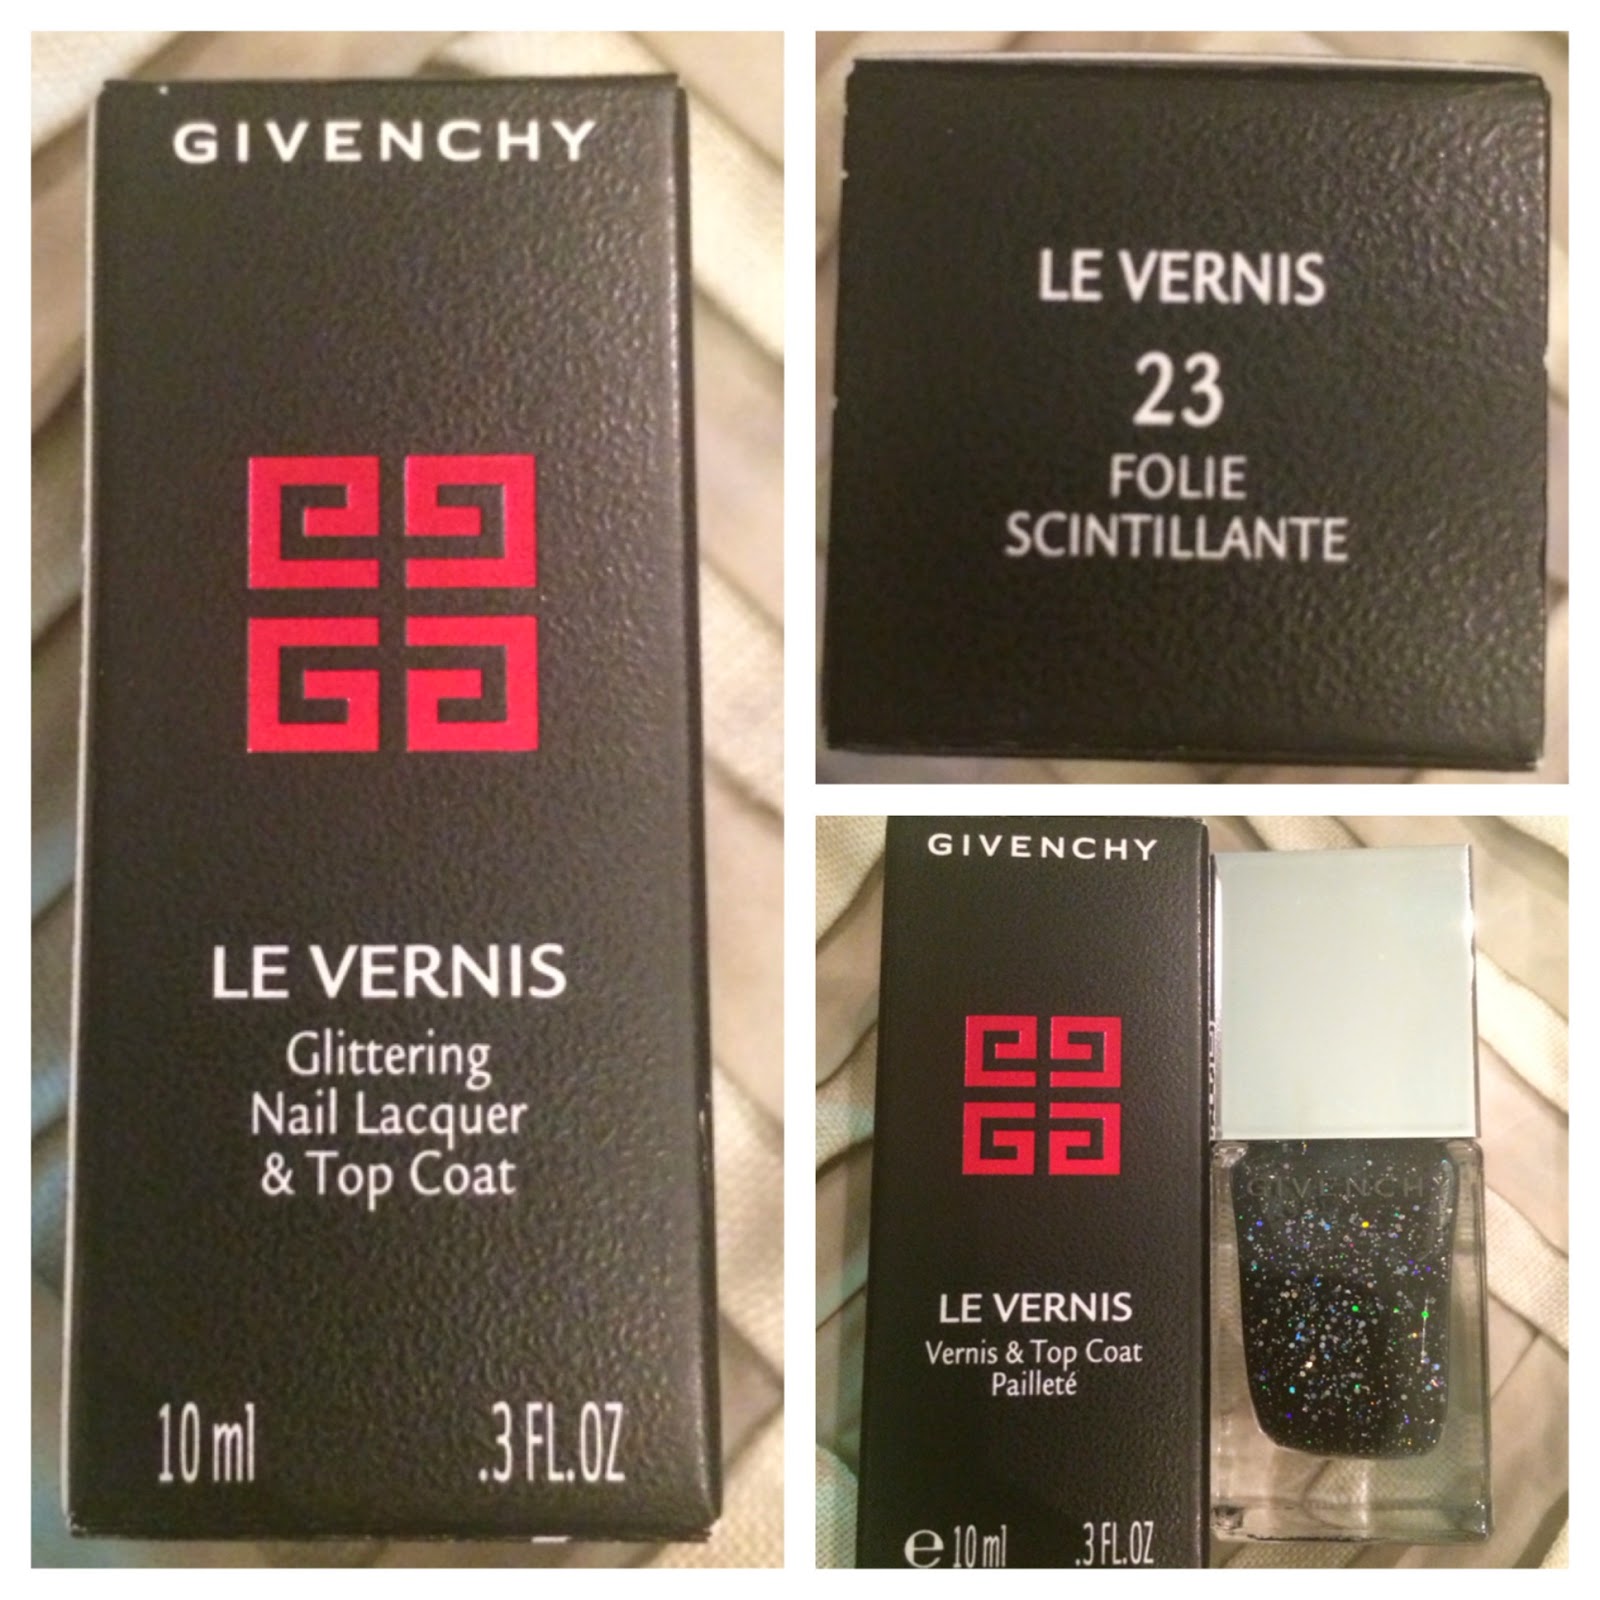 GIVENCHY
LE VERNIS
Glittering
Nail Lacquer
& Top Coat
10 ml .3 FL.OZ
LE VERNIS
23
FOLIE
SCINTILLANTE
GIVENCHY
LE VERNIS
Vernis & Top Coat
Pailleté
e 10 ml .3 FL.OZ
GIVENCHY